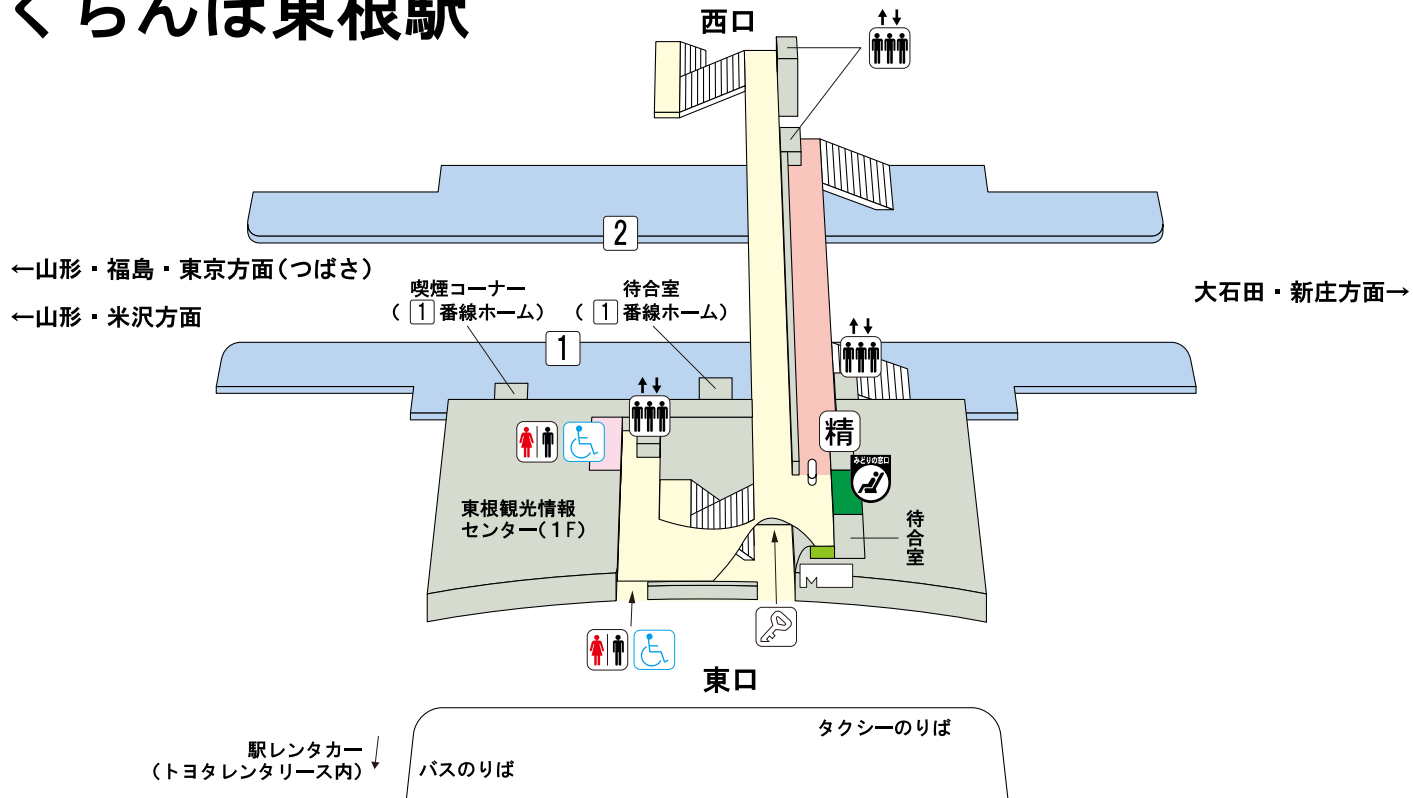 くらんぼ東根駅
西口
2
←山形・福島・東京方面(つばさ)
←山形・米沢方面
大石田・新庄方面→
喫煙コーナー
(1番線ホーム)
待合室
(1番線ホーム)
1
精
みどりの窓口
東根観光情報
センター(1F)
待合室
M
東口
タクシーのりば
駅レンタカー
(トヨタレンタリース内)
バスのりば